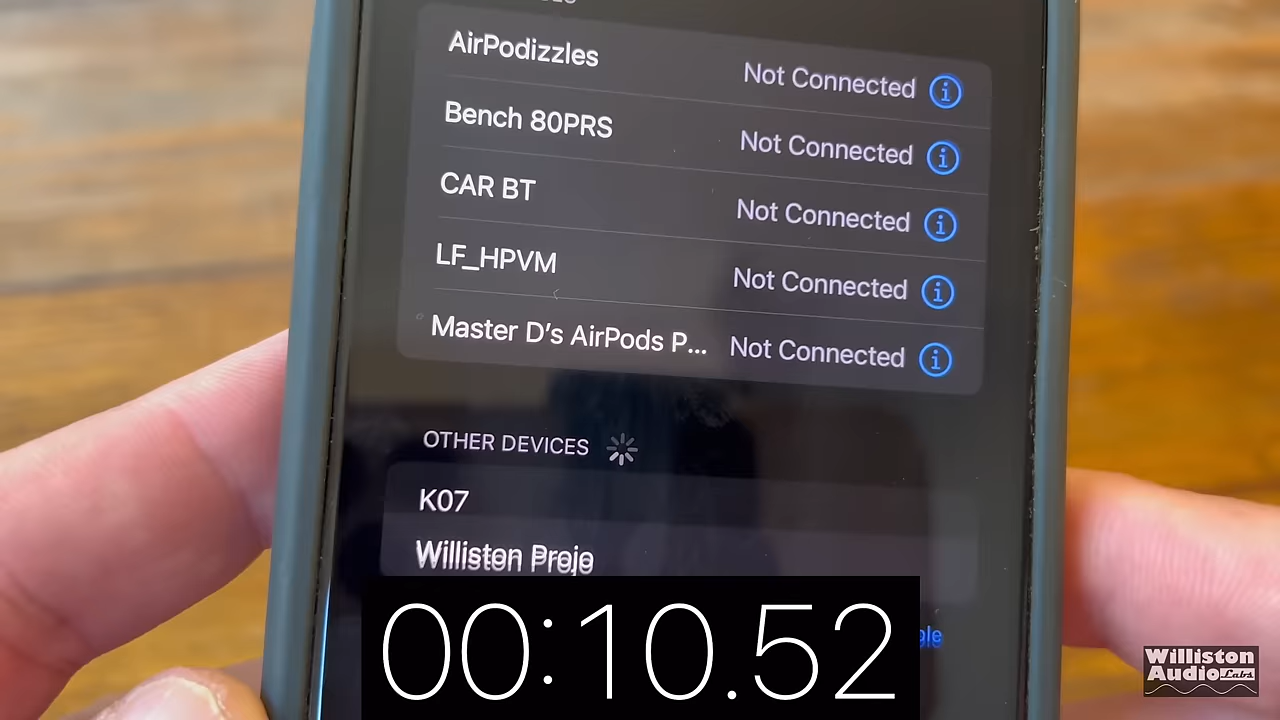 AirPodizzles Not Connected
Bench 80PRS Not Connected
CAR BT Not Connected
LF_HPVM Not Connected
Master D's AirPods P... Not Connected
OTHER DEVICES
K07
Williston
00:10.52
Williston
Audio Labs